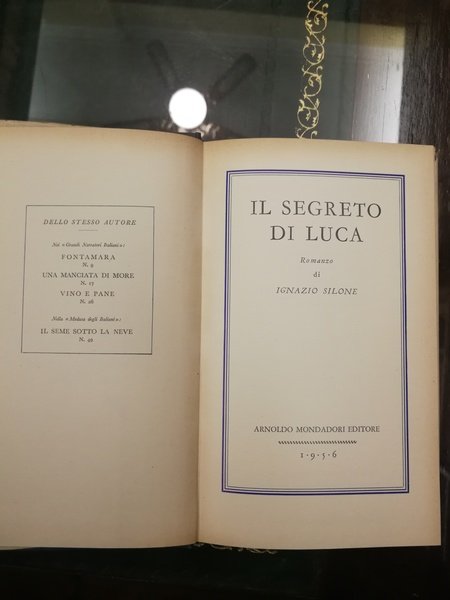 DELLO STESSO AUTORE
Nei « Grandi Narratori Italiani »:
FONTAMARA
N. 9
UNA MANCIATA DI MORE
N. 17
VINO E PANE
N. 26
Nella « Medusa degli Italiani »:
IL SEME SOTTO LA NEVE
N. 49
IL SEGRETO
DI LUCA
Romanzo
di
IGNAZIO SILONE
ARNOLDO MONDADORI EDITORE
1·9·5·6